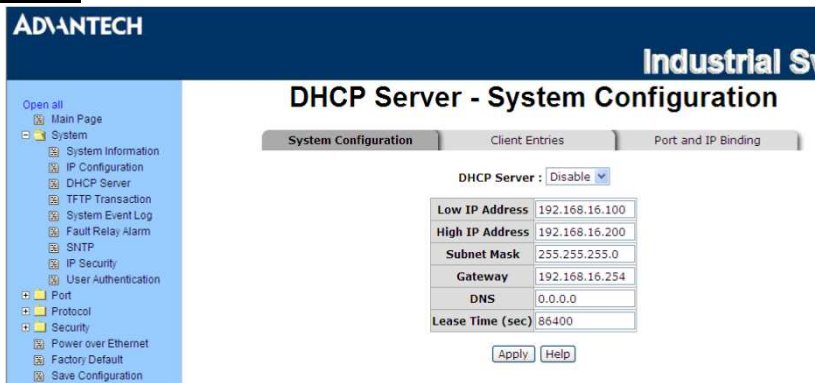 ADVANTECH
Industrial
DHCP Server - System Configuration
Open all
Main Page
System
System Information
IP Configuration
DHCP Server
TFTP Transaction
System Event Log
Fault Relay Alarm
SNTP
IP Security
User Authentication
Port
Protocol
Security
Power over Ethernet
Factory Default
Save Configuration
System Configuration Client Entries Port and IP Binding
DHCP Server : Disable
Low IP Address 192.168.16.100
High IP Address 192.168.16.200
Subnet Mask 255.255.255.0
Gateway 192.168.16.254
DNS 0.0.0.0
Lease Time (sec) 86400
Apply Help